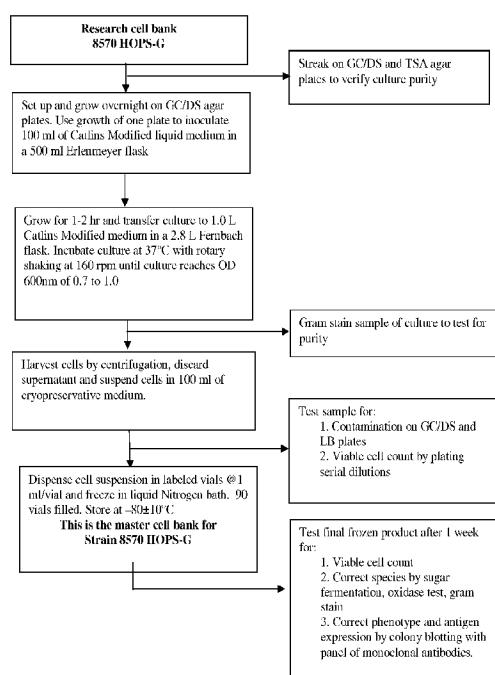 Research cell bank
8570 HOPS-G
Streak on GC/DS and TSA agar
plates to verify culture purity
Set up and grow overnight on GC/DS agar
plates. Use growth of one plate to inoculate
100 ml of Catlins Modified liquid medium in
a 500 ml Erlenmeyer flask
Grow for 1-2 hr and transfer culture to 1.0 L
Catlins Modified medium in a 2.8 L Fernbach
flask. Incubate culture at 37°C with rotary
shaking at 160 rpm until culture reaches OD
600nm of 0.7 to 1.0
Gram stain sample of culture to test for
purity
Harvest cells by centrifugation, discard
supernatant and suspend cells in 100 ml of
cryopreservative medium.
Test sample for:
1. Contamination on GC/DS and
LB plates
2. Viable cell count by plating
serial dilutions
Dispense cell suspension in labeled vials @1
ml/vial and freeze in liquid Nitrogen bath. 90
vials filled. Store at –80±10°C
This is the master cell bank for
Strain 8570 HOPS-G
Test final frozen product after 1 week
for:
1. Viable cell count
2. Correct species by sugar
fermentation, oxidase test, gram
stain
3. Correct phenotype and antigen
expression by colony blotting with
panel of monoclonal antibodies.